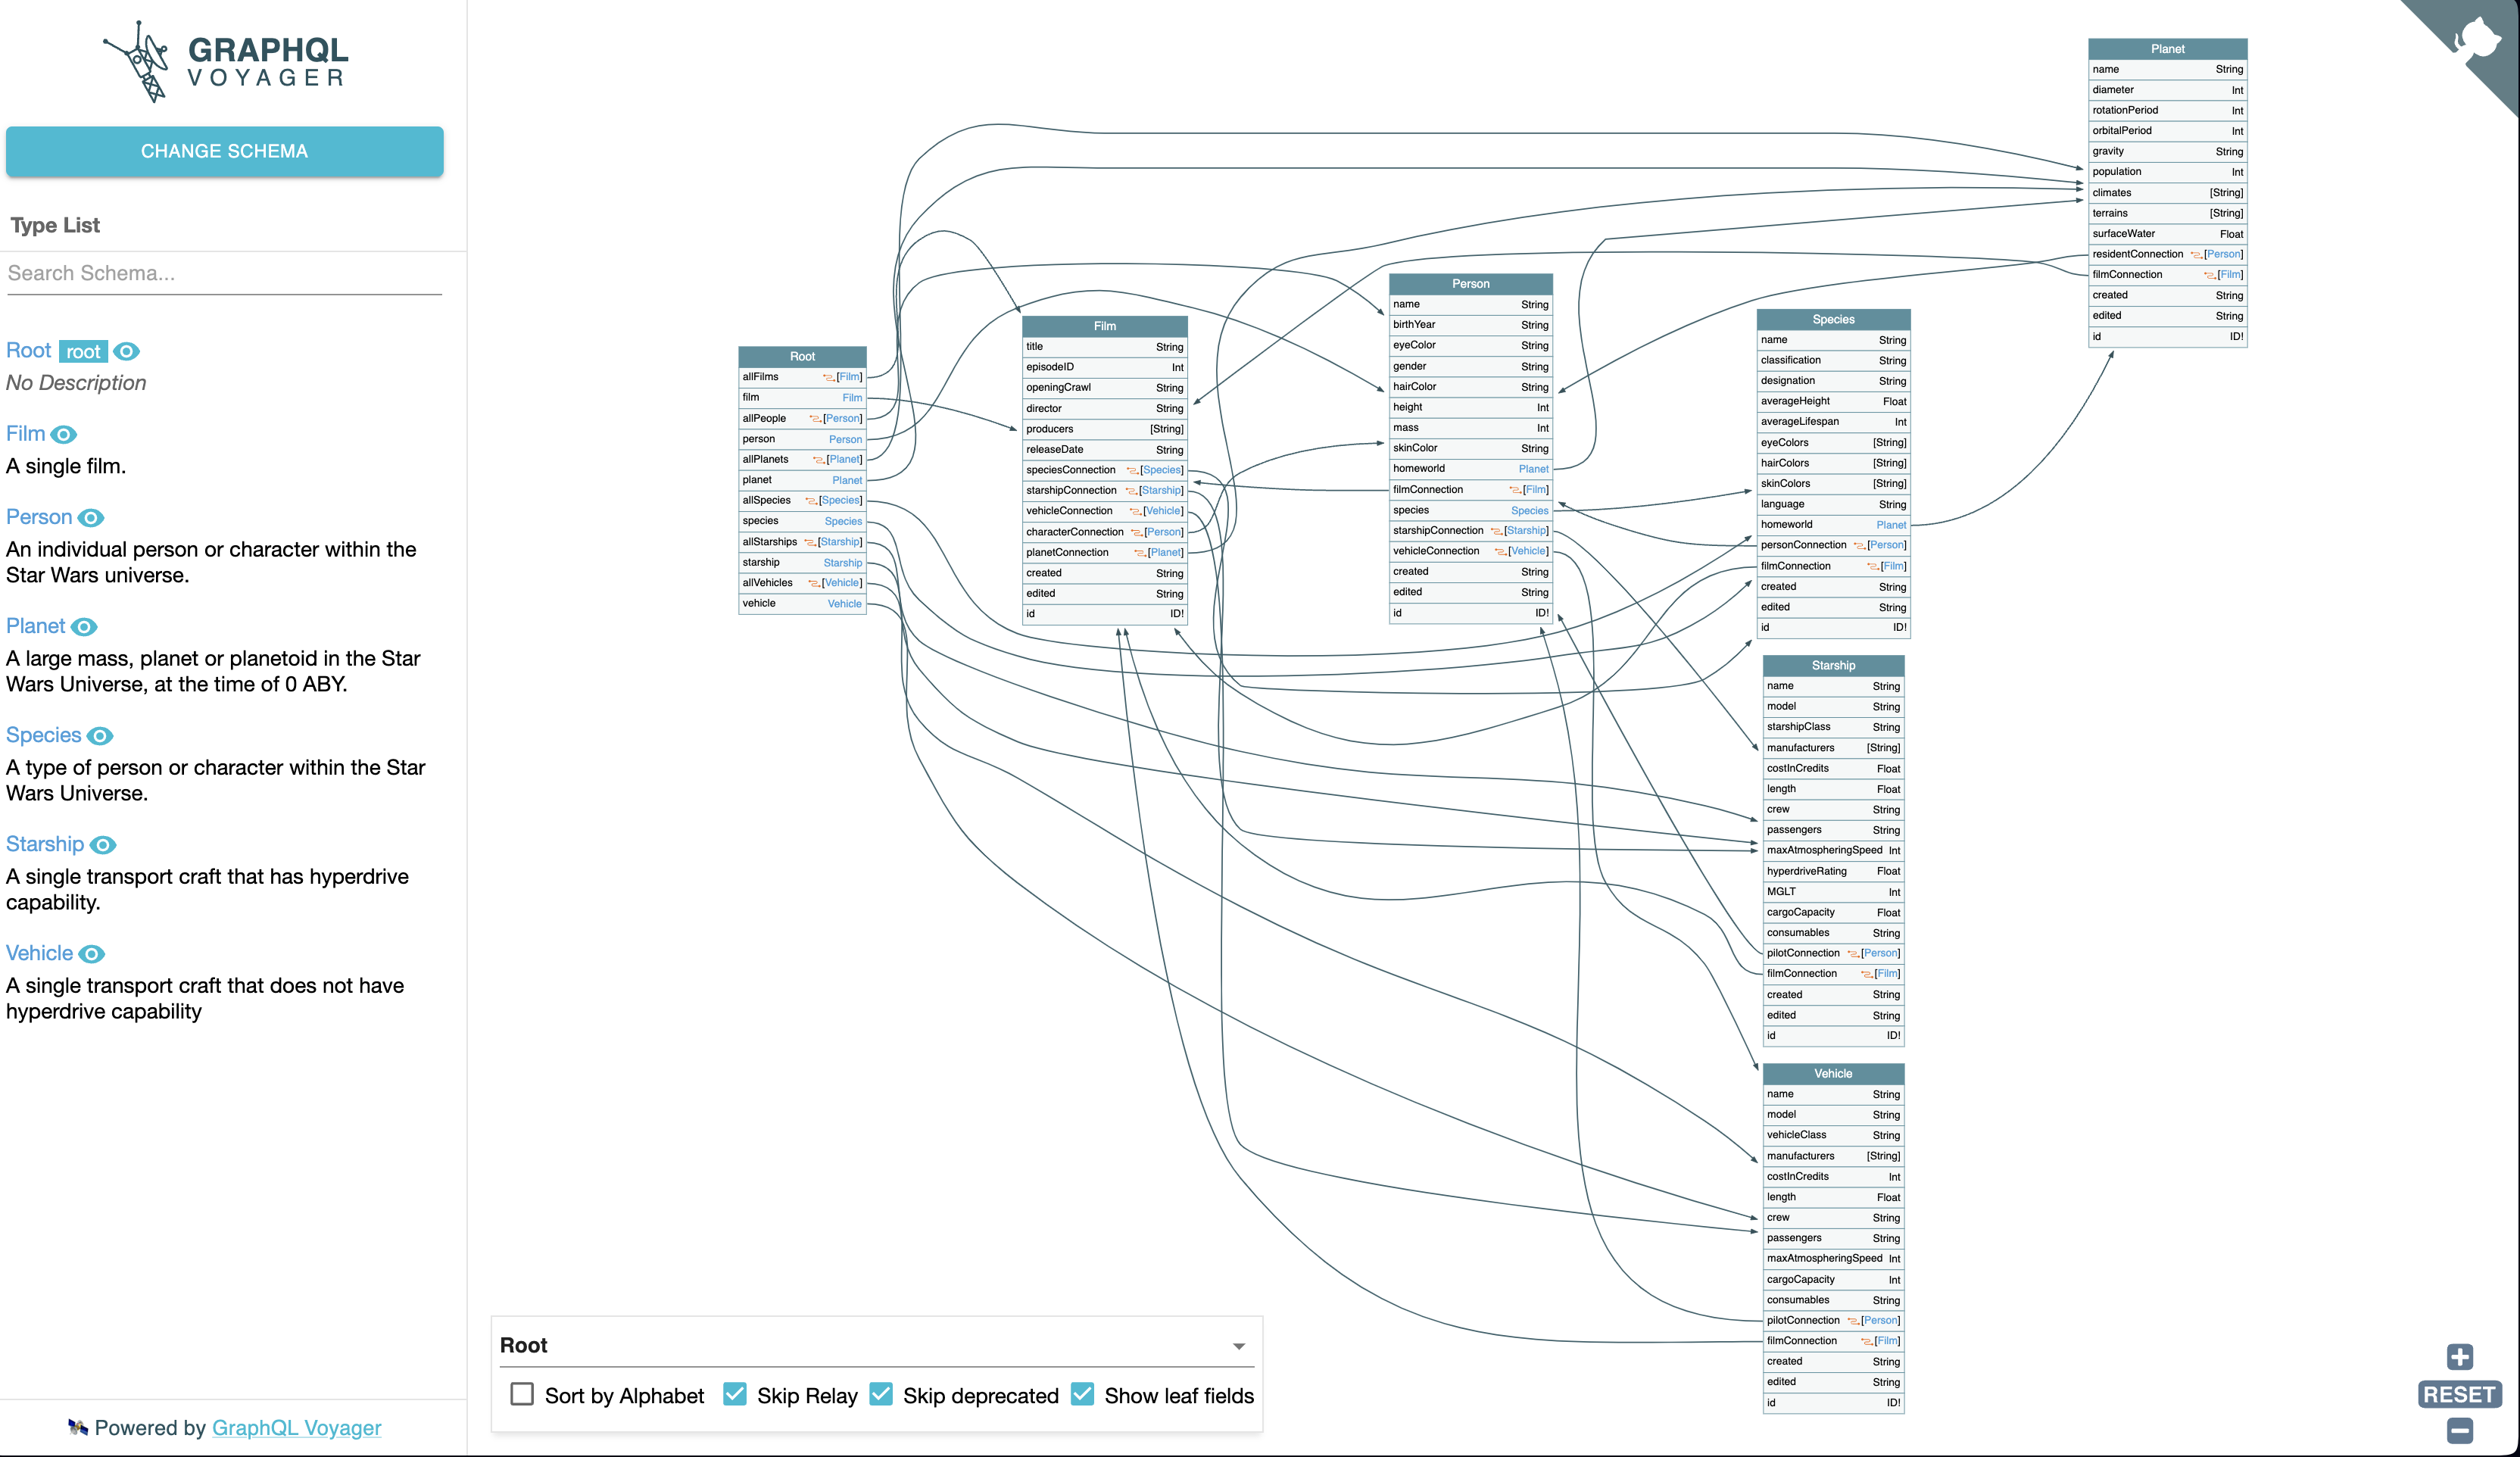 GRAPHQL
VOYAGER
CHANGE SCHEMA
Type List
Search Schema...
Root root
No Description
Film
A single film.
Person
An individual person or character within the
Star Wars universe.
Planet
A large mass, planet or planetoid in the Star
Wars Universe, at the time of 0 ABY.
Species
A type of person or character within the Star
Wars Universe.
Starship
A single transport craft that has hyperdrive
capability.
Vehicle
A single transport craft that does not have
hyperdrive capability
Powered by GraphQL Voyager
Root
allFilms [Film]
film Film
allPeople [Person]
person Person
allPlanets [Planet]
planet Planet
allSpecies [Species]
species Species
allStarships [Starship]
starship Starship
allVehicles [Vehicle]
vehicle Vehicle
Film
title String
episodeID Int
openingCrawl String
director String
producers [String]
releaseDate String
speciesConnection [Species]
starshipConnection [Starship]
vehicleConnection [Vehicle]
characterConnection [Person]
planetConnection [Planet]
created String
edited String
id ID!
Person
name String
birthYear String
eyeColor String
gender String
hairColor String
height Int
mass Int
skinColor String
homeworld Planet
filmConnection [Film]
species Species
starshipConnection [Starship]
vehicleConnection [Vehicle]
created String
edited String
id ID!
Species
name String
classification String
designation String
averageHeight Float
averageLifespan Int
eyeColors [String]
hairColors [String]
skinColors [String]
language String
homeworld Planet
personConnection [Person]
filmConnection [Film]
created String
edited String
id ID!
Planet
name String
diameter Int
rotationPeriod Int
orbitalPeriod Int
gravity String
population Int
climates [String]
terrains [String]
surfaceWater Float
residentConnection [Person]
filmConnection [Film]
created String
edited String
id ID!
Starship
name String
model String
starshipClass String
manufacturers [String]
costInCredits Float
length Float
crew String
passengers String
maxAtmospheringSpeed Int
hyperdriveRating Float
MGLT Int
cargoCapacity Float
consumables String
pilotConnection [Person]
filmConnection [Film]
created String
edited String
id ID!
Vehicle
name String
model String
vehicleClass String
manufacturers [String]
costInCredits Int
length Float
crew String
passengers String
maxAtmospheringSpeed Int
cargoCapacity Int
consumables String
pilotConnection [Person]
filmConnection [Film]
created String
edited String
id ID!
Root
Sort by Alphabet Skip Relay Skip deprecated Show leaf fields
RESET